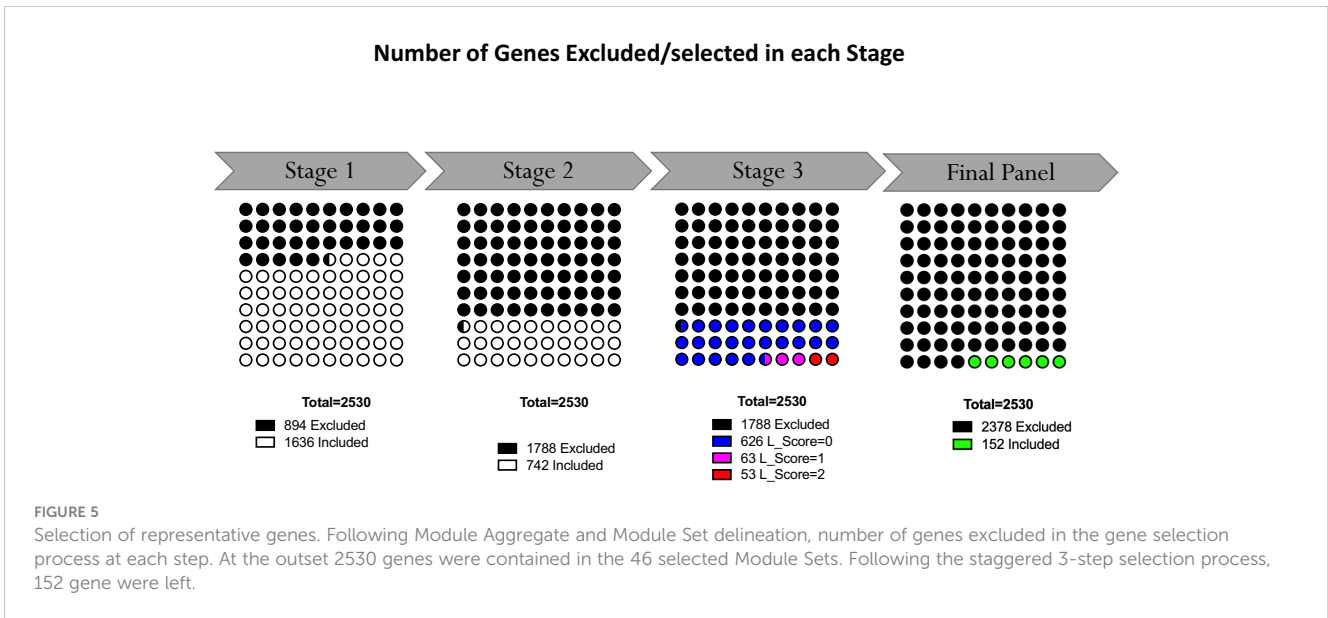 Number of Genes Excluded/selected in each Stage
Stage 1
Stage 2
Stage 3
Final Panel
Total=2530
894 Excluded
1636 Included
Total=2530
1788 Excluded
742 Included
Total=2530
1788 Excluded
626 L_Score=0
63 L_Score=1
53 L_Score=2
Total=2530
2378 Excluded
152 Included
FIGURE 5
Selection of representative genes. Following Module Aggregate and Module Set delineation, number of genes excluded in the gene selection
process at each step. At the outset 2530 genes were contained in the 46 selected Module Sets. Following the staggered 3-step selection process,
152 gene were left.